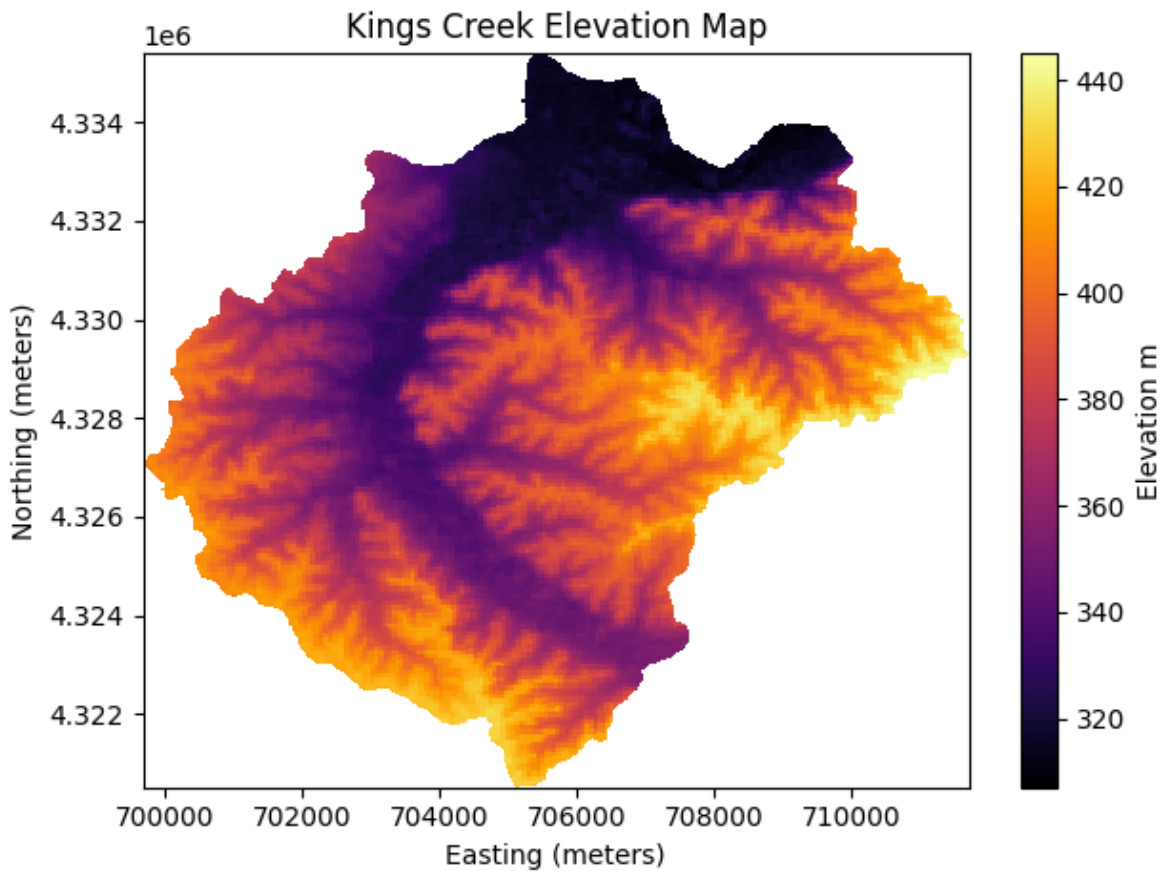 Kings Creek Elevation Map
1e6
4.334
4.332
4.330
4.328
4.326
4.324
4.322
Northing (meters)
700000 702000 704000 706000 708000 710000
Easting (meters)
440
420
400
380
360
340
320
Elevation m